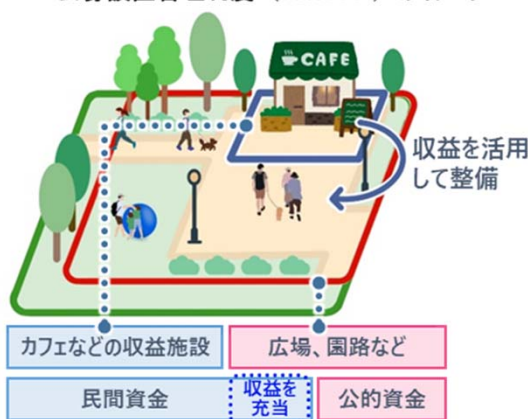 CAFE
収益を活用
して整備
カフェなどの収益施設
広場、園路など
民間資金
収益を
充当
公的資金